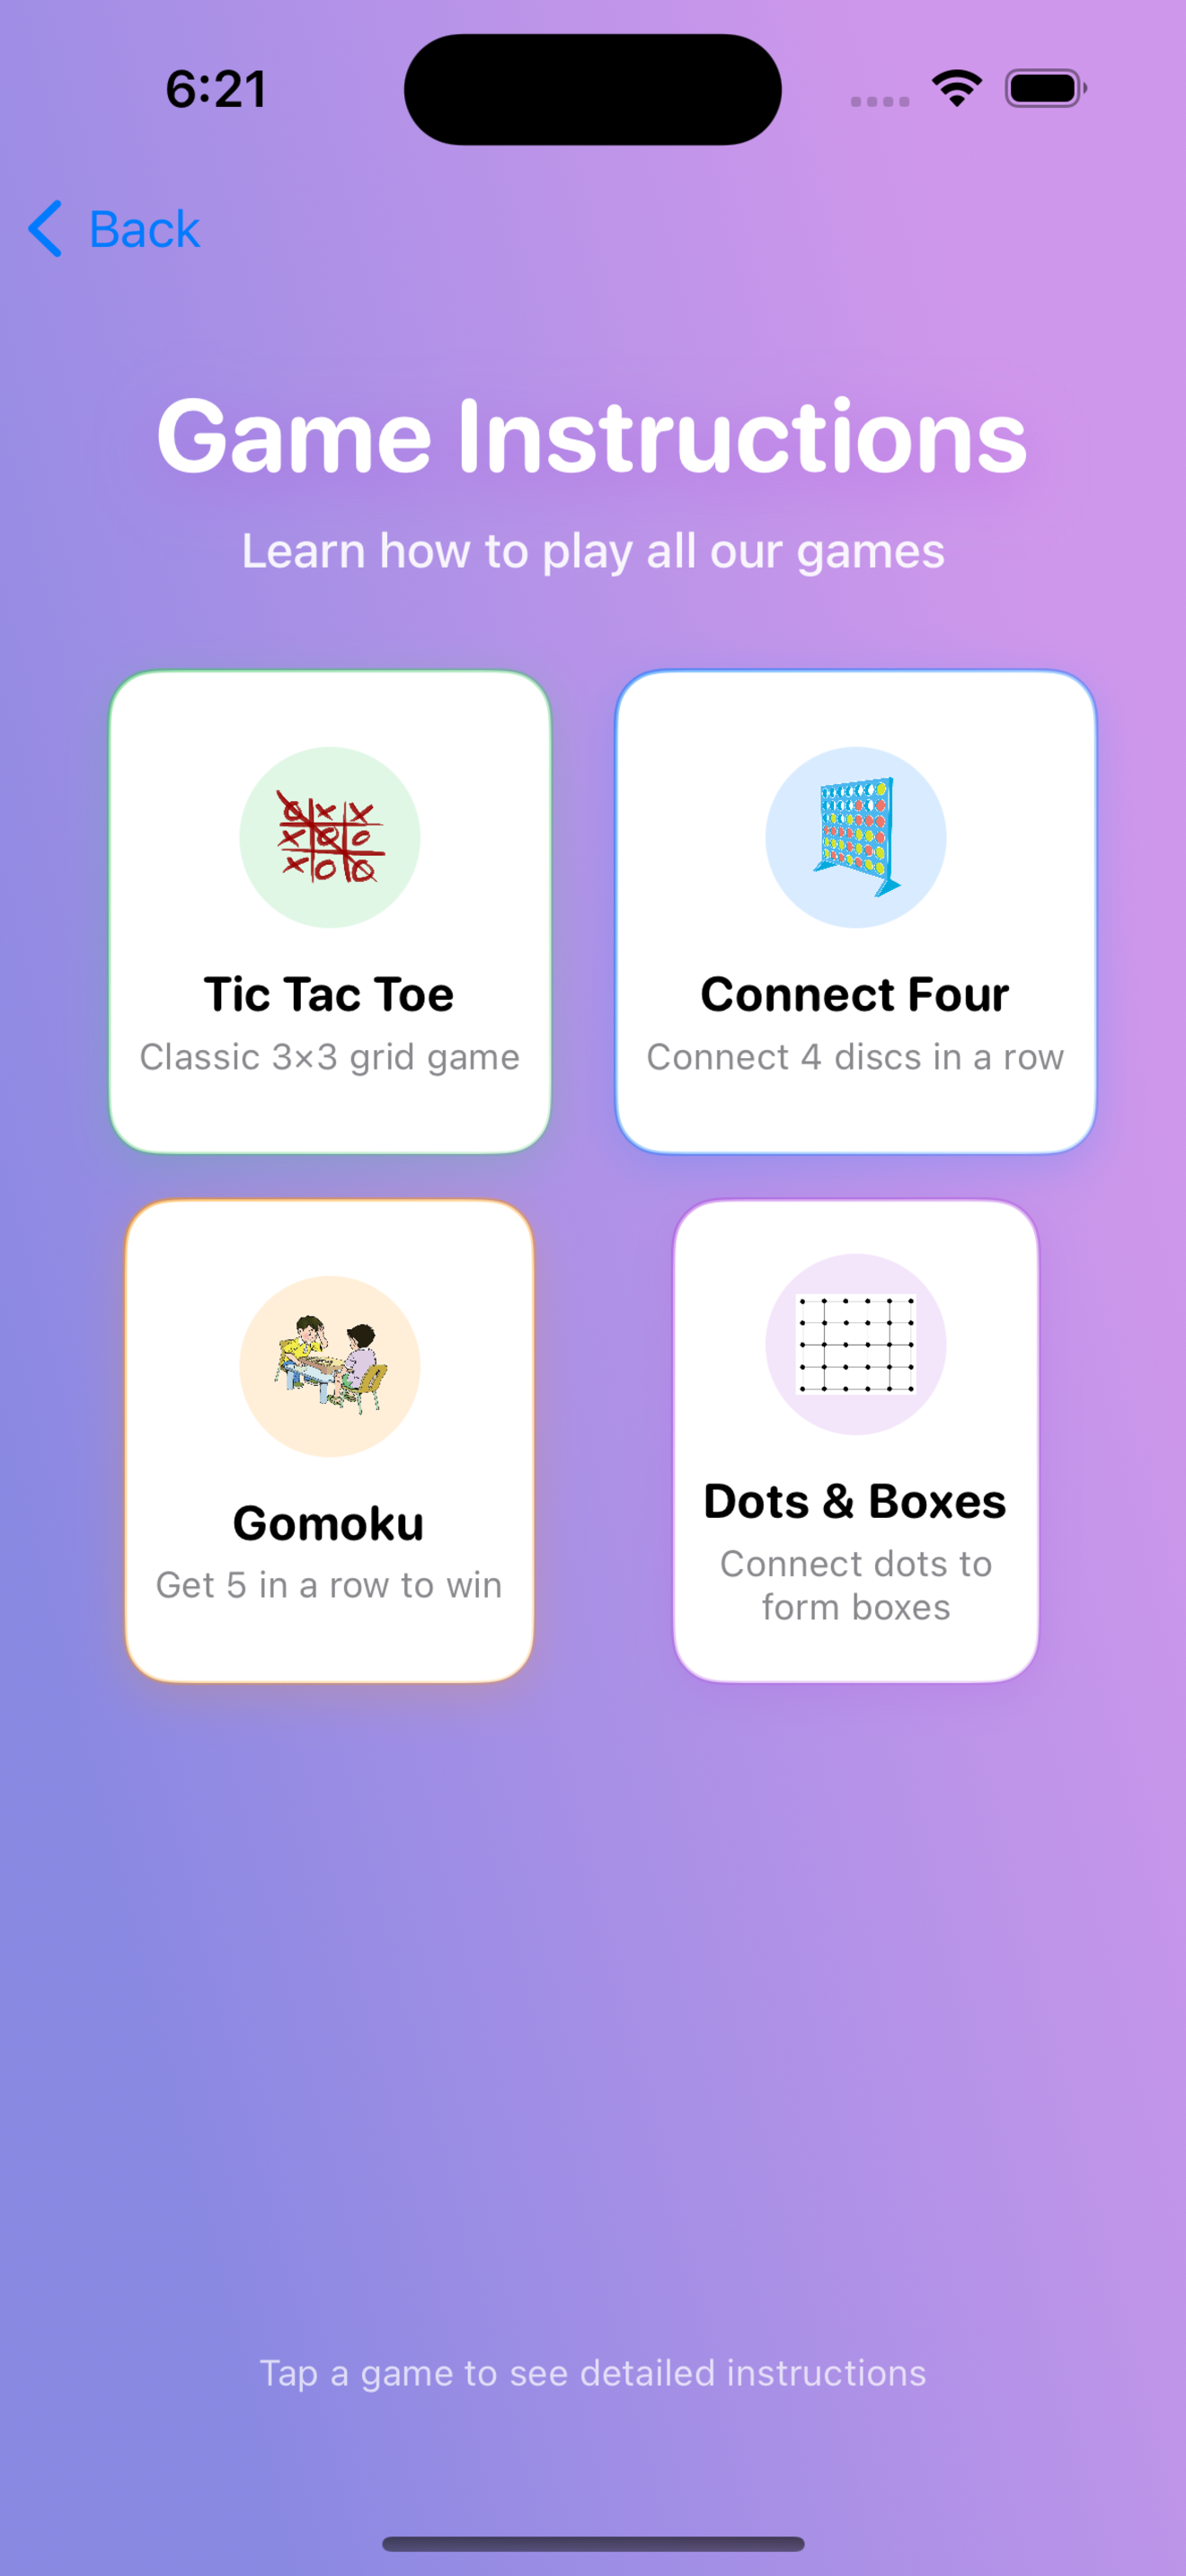 6:21
Back
Game Instructions
Learn how to play all our games
Tic Tac Toe
Classic 3×3 grid game
Connect Four
Connect 4 discs in a row
Gomoku
Get 5 in a row to win
Dots & Boxes
Connect dots to
form boxes
Tap a game to see detailed instructions